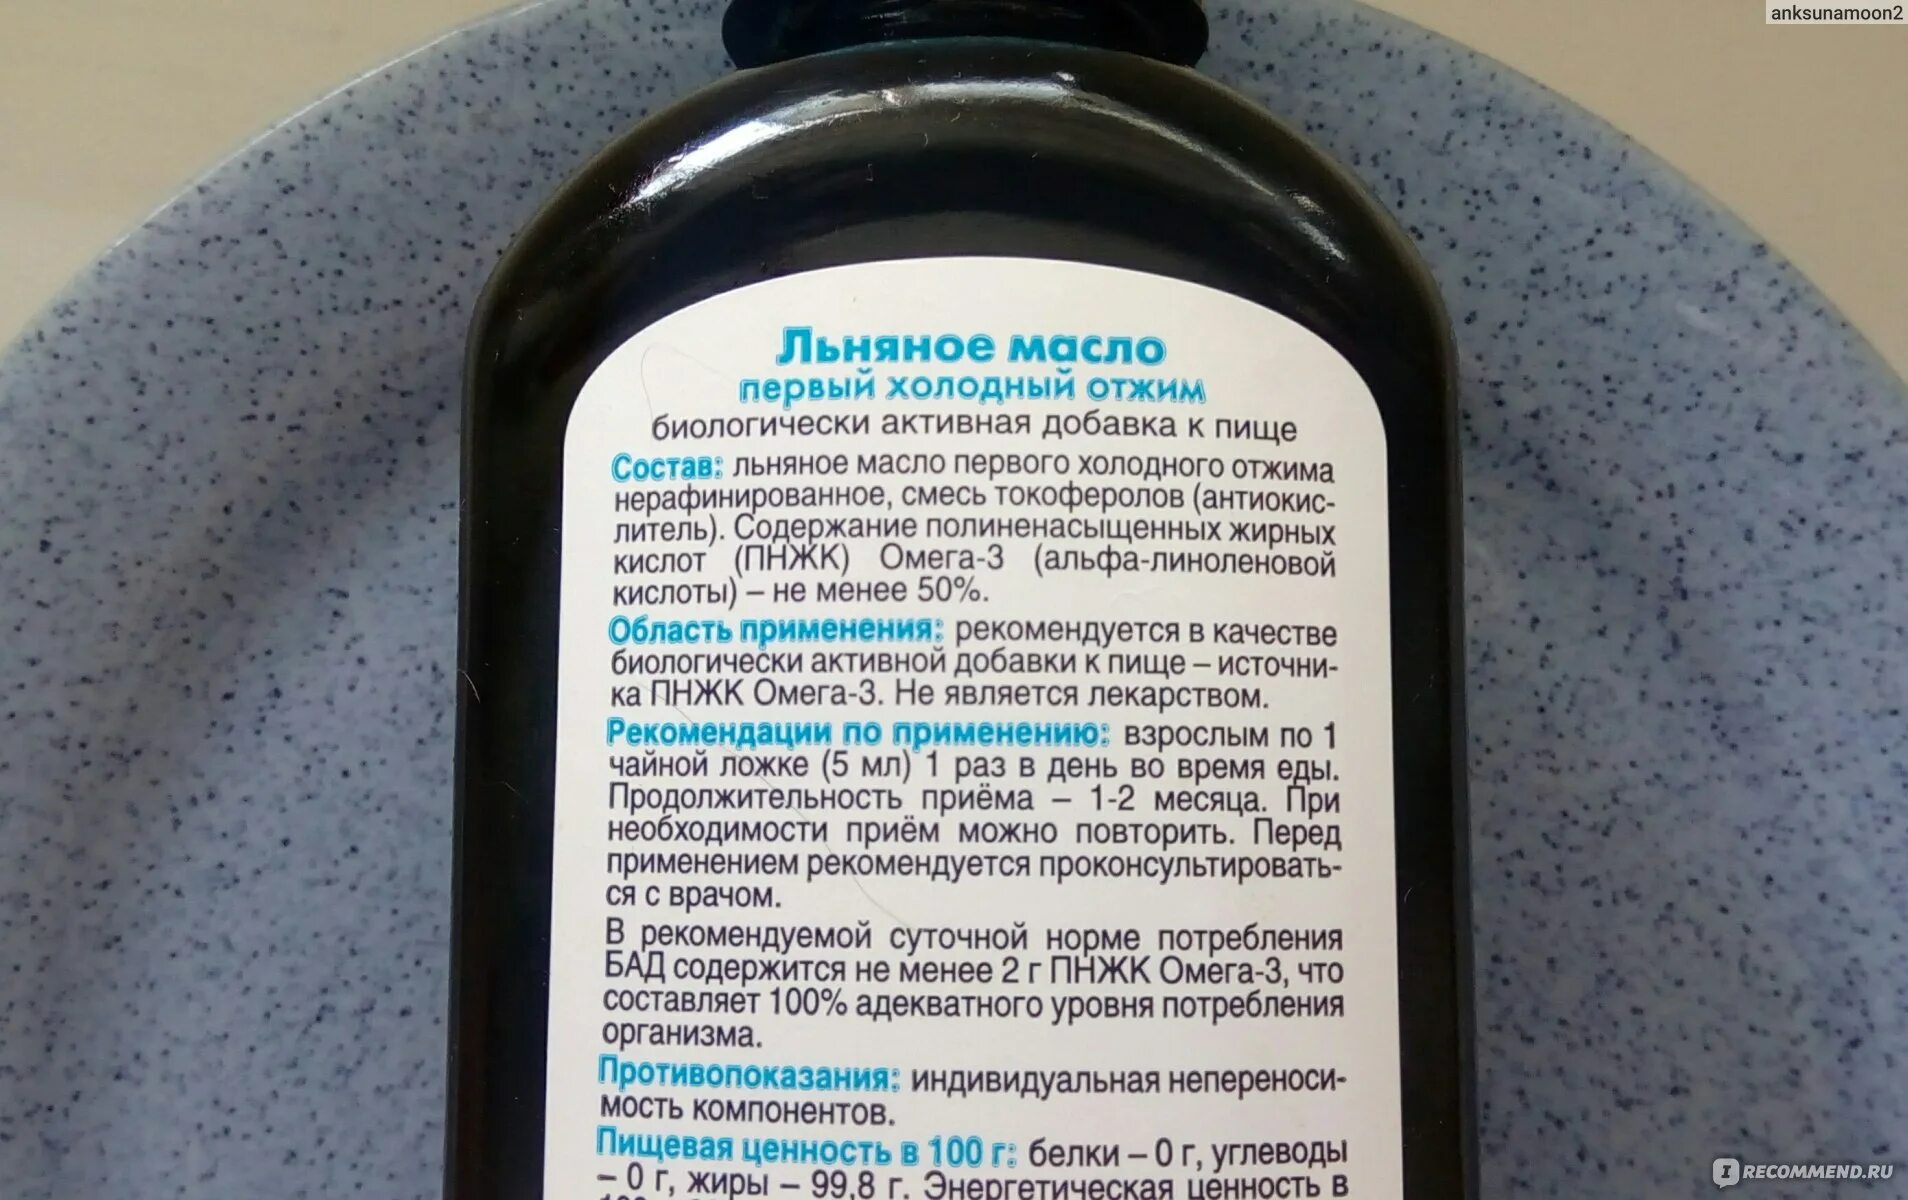 anksunamoon2
Льняное масло
первый холодный отжим
биологически активная добавка к пище
Состав: льняное масло первого холодного отжима
нерафинированное, смесь токоферолов (антиокис-
литель). Содержание полиненасыщенных жирных
кислот (ПНЖК) Омега-3 (альфа-линоленовой
кислоты) – не менее 50%.
Область применения: рекомендуется в качестве
биологически активной добавки к пище – источни-
ка ПНЖК Омега-3. Не является лекарством.
Рекомендации по применению: взрослым по 1
чайной ложке (5 мл) 1 раз в день во время еды.
Продолжительность приёма – 1-2 месяца. При
необходимости приём можно повторить. Перед
применением рекомендуется проконсультировать-
ся с врачом.
В рекомендуемой суточной норме потребления
БАД содержится не менее 2 г ПНЖК Омега-3, что
составляет 100% адекватного уровня потребления
организма.
Противопоказания: индивидуальная непереноси-
мость компонентов.
Пищевая ценность в 100 г: белки – 0 г, углеводы
– 0 г, жиры – 99,8 г. Энергетическая ценность в
IRECOMMEND.RU